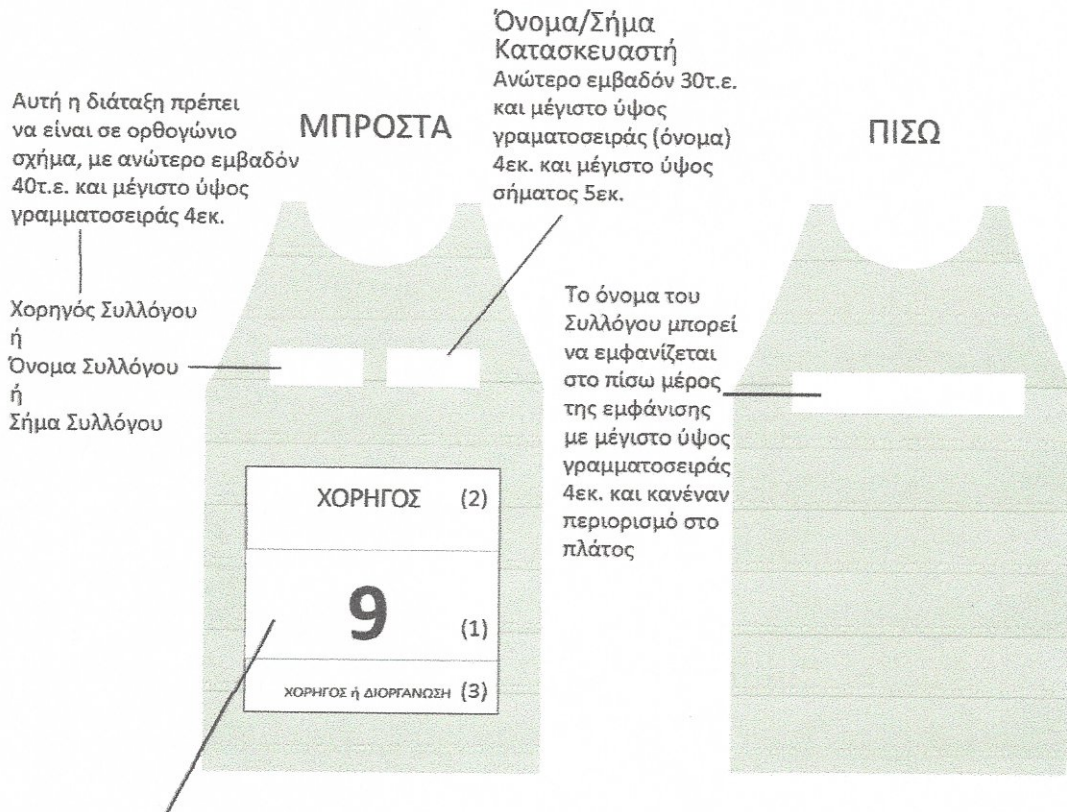 Όνομα/Σήμα
Κατασκευαστή
Ανώτερο εμβαδόν 30τ.ε.
και μέγιστο ύψος
γραματοσειράς (όνομα)
4εκ. και μέγιστο ύψος
σήματος 5εκ.
Αυτή η διάταξη πρέπει
να είναι σε ορθογώνιο
σχήμα, με ανώτερο εμβαδόν
40τ.ε. και μέγιστο ύψος
γραμματοσειράς 4εκ.
ΜΠΡΟΣΤΑ
ΠΙΣΩ
Χορηγός Συλλόγου
ή
Όνομα Συλλόγου
ή
Σήμα Συλλόγου
Το όνομα του
Συλλόγου μπορεί
να εμφανίζεται
στο πίσω μέρος
της εμφάνισης
με μέγιστο ύψος
γραμματοσειράς
4εκ. και κανέναν
περιορισμό στο
πλάτος
ΧΟΡΗΓΟΣ (2)
9 (1)
ΧΟΡΗΓΟΣ ή ΔΙΟΡΓΑΝΩΣΗ (3)